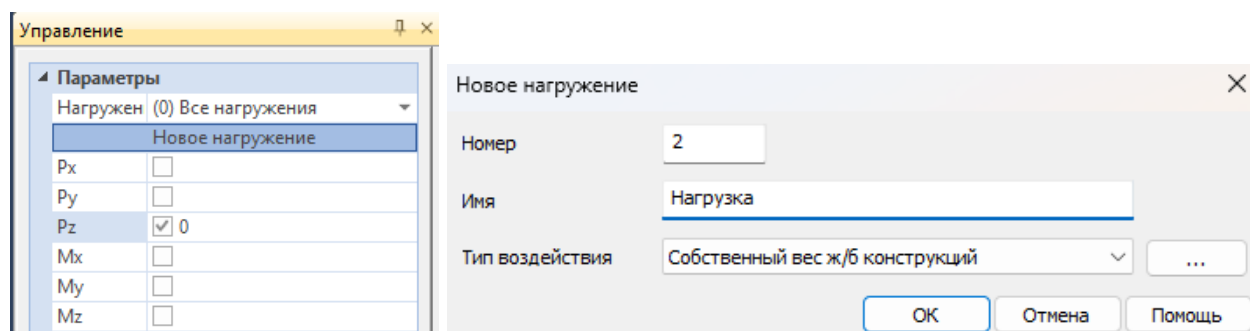 Управление
Параметры
Нагружен (0) Все нагружения
Новое нагружение
Px
Py
Pz 0
Mx
My
Mz
Новое нагружение
Номер 2
Имя Нагрузка
Тип воздействия Собственный вес ж/б конструкций ...
ОК Отмена Помощь